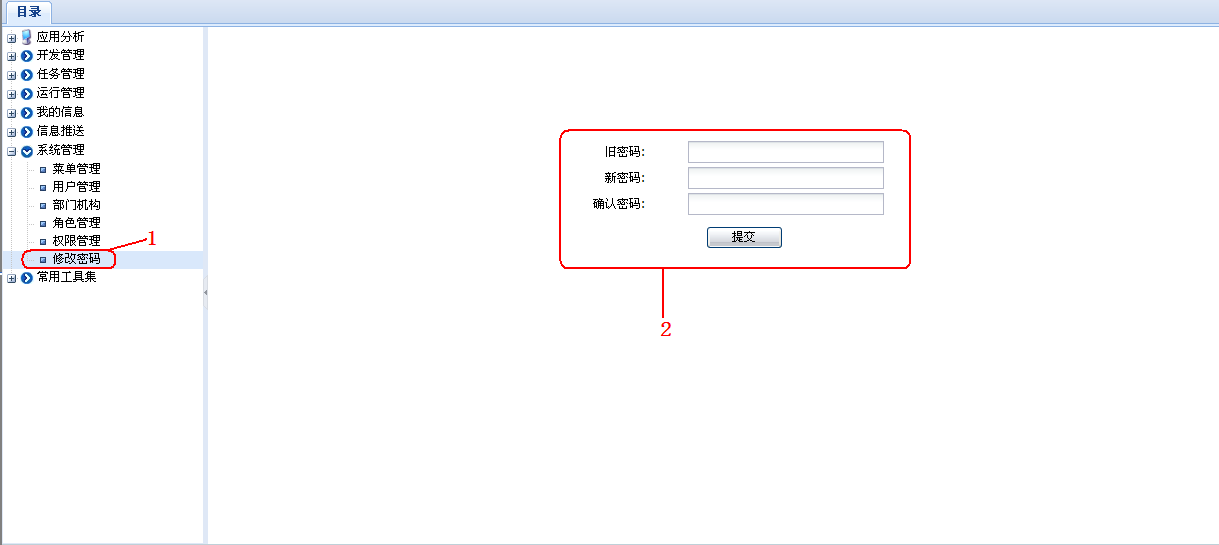 目录
应用分析
开发管理
任务管理
运行管理
我的信息
信息推送
系统管理
菜单管理
用户管理
部门机构
角色管理
权限管理
1
修改密码
常用工具集
旧密码:
新密码:
确认密码:
提交
2